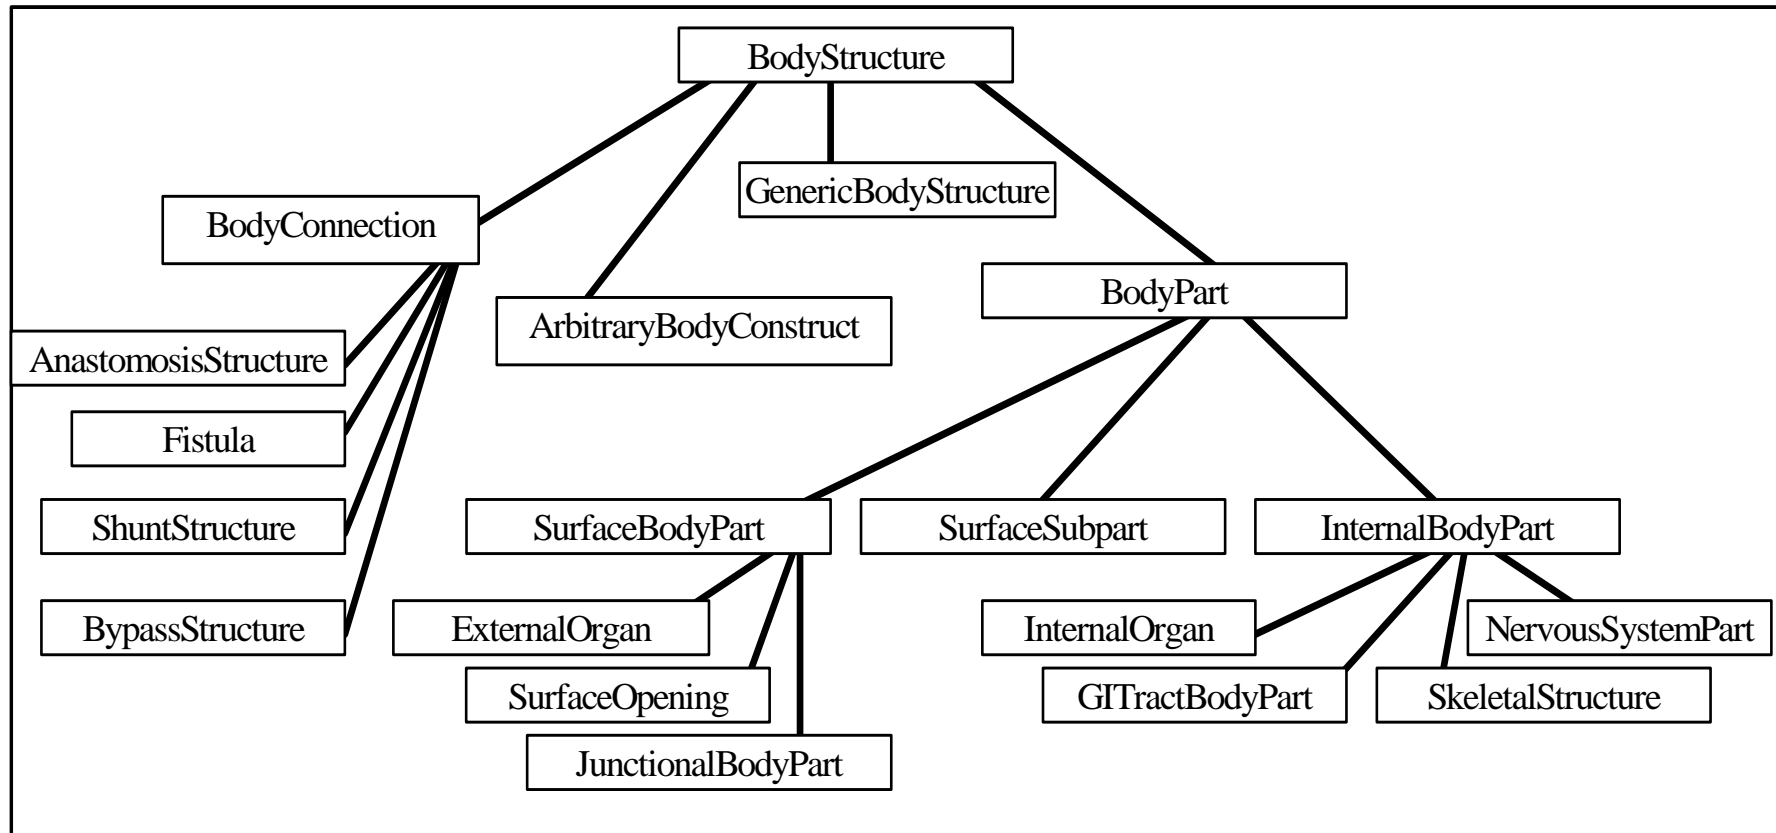 BodyStructure
GenericBodyStructure
BodyConnection
BodyPart
ArbitraryBodyConstruct
AnastomosisStructure
Fistula
ShuntStructure
SurfaceBodyPart
SurfaceSubpart
InternalBodyPart
BypassStructure
ExternalOrgan
InternalOrgan
NervousSystemPart
SurfaceOpening
GITractBodyPart
SkeletalStructure
JunctionalBodyPart